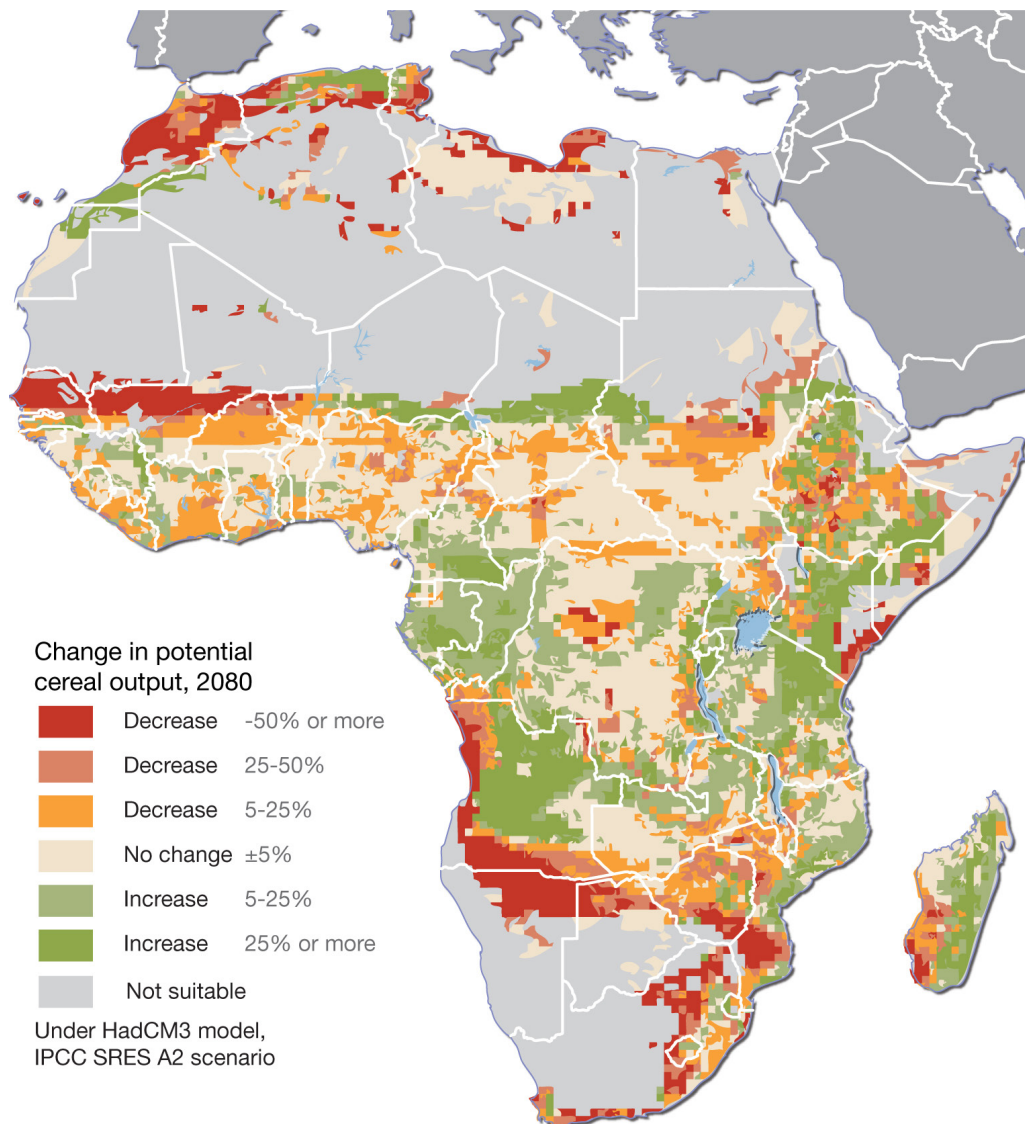 Change in potential
cereal output, 2080
Decrease -50% or more
Decrease 25-50%
Decrease 5-25%
No change ±5%
Increase 5-25%
Increase 25% or more
Not suitable
Under HadCM3 model,
IPCC SRES A2 scenario